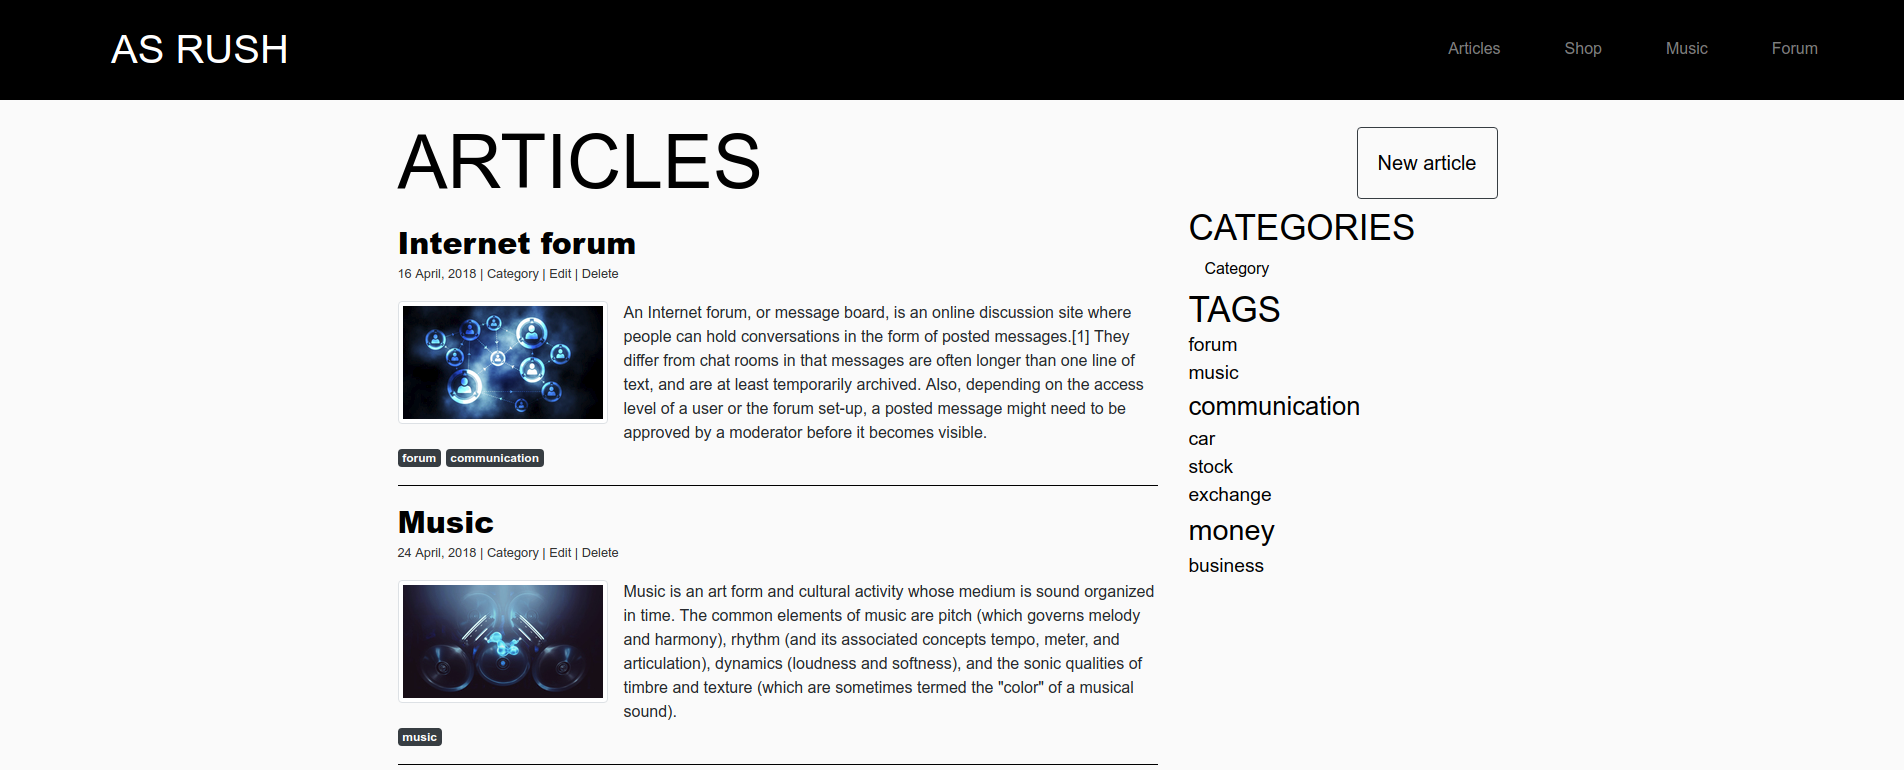 AS RUSH
Articles Shop Music Forum
ARTICLES
New article
Internet forum
16 April, 2018 | Category | Edit | Delete
An Internet forum, or message board, is an online discussion site where
people can hold conversations in the form of posted messages.[1] They
differ from chat rooms in that messages are often longer than one line of
text, and are at least temporarily archived. Also, depending on the access
level of a user or the forum set-up, a posted message might need to be
approved by a moderator before it becomes visible.
forum communication
Music
24 April, 2018 | Category | Edit | Delete
Music is an art form and cultural activity whose medium is sound organized
in time. The common elements of music are pitch (which governs melody
and harmony), rhythm (and its associated concepts tempo, meter, and
articulation), dynamics (loudness and softness), and the sonic qualities of
timbre and texture (which are sometimes termed the "color" of a musical
sound).
music
CATEGORIES
Category
TAGS
forum
music
communication
car
stock
exchange
money
business